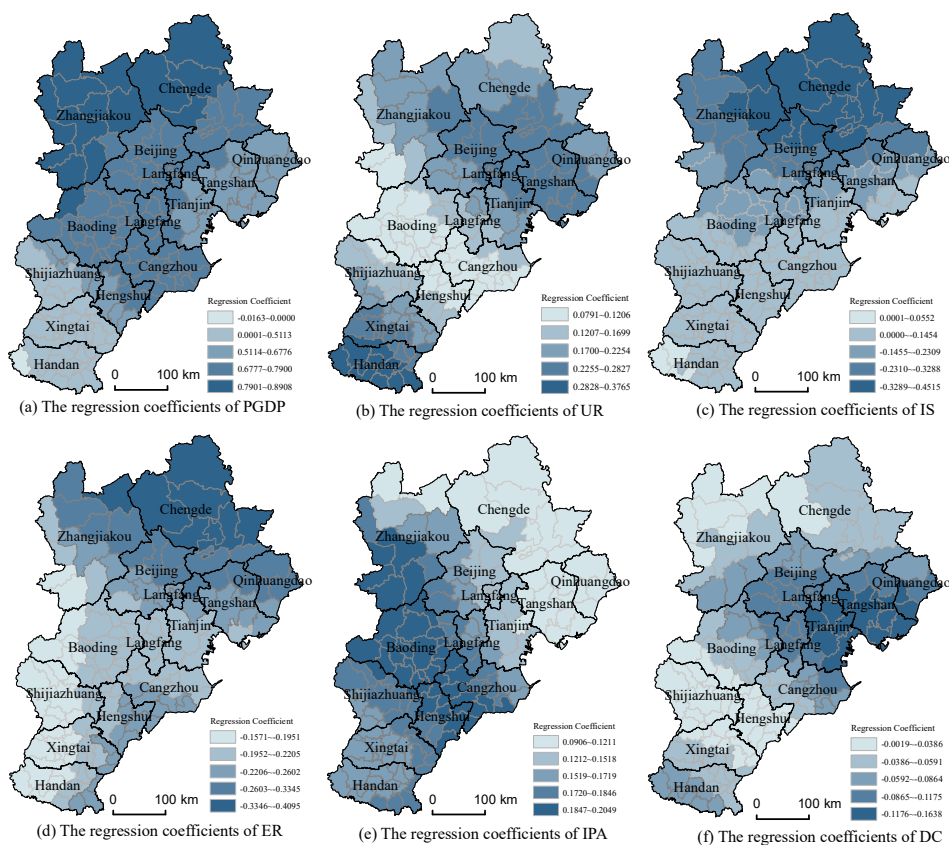 Chengde
Zhangjiakou
Beijing
Qinhuangdao
Langfang
Tangshan
Tianjin
Baoding
Langfang
Cangzhou
Shijiazhuang
Hengshui
Xingtai
Handan
Regression Coefficient
-0.0163~0.0000
0.0001~0.5113
0.5114~0.6776
0.6777~0.7900
0.7901~0.8908
0 100 km
(a) The regression coefficients of PGDP
Chengde
Zhangjiakou
Beijing
Qinhuangdao
Langfang
Tangshan
Tianjin
Baoding
Langfang
Cangzhou
Shijiazhuang
Hengshui
Xingtai
Handan
Regression Coefficient
0.0791~0.1206
0.1207~0.1699
0.1700~0.2254
0.2255~0.2827
0.2828~0.3765
0 100 km
(b) The regression coefficients of UR
Chengde
Zhangjiakou
Beijing
Qinhuangdao
Langfang
Tangshan
Tianjin
Baoding
Langfang
Cangzhou
Shijiazhuang
Hengshui
Xingtai
Handan
Regression Coefficient
0.0001~0.0552
0.0000~-0.1454
-0.1455~-0.2309
-0.2310~-0.3288
-0.3289~-0.4515
0 100 km
(c) The regression coefficients of IS
Chengde
Zhangjiakou
Beijing
Qinhuangdao
Langfang
Tangshan
Tianjin
Baoding
Langfang
Cangzhou
Shijiazhuang
Hengshui
Xingtai
Handan
Regression Coefficient
-0.1571~-0.1951
-0.1952~-0.2205
-0.2206~-0.2602
-0.2603~-0.3345
-0.3346~-0.4095
0 100 km
(d) The regression coefficients of ER
Chengde
Zhangjiakou
Beijing
Qinhuangdao
Langfang
Tangshan
Tianjin
Baoding
Langfang
Cangzhou
Shijiazhuang
Hengshui
Xingtai
Handan
Regression Coefficient
0.0906~0.1211
0.1212~0.1518
0.1519~0.1719
0.1720~0.1846
0.1847~0.2049
0 100 km
(e) The regression coefficients of IPA
Chengde
Zhangjiakou
Beijing
Qinhuangdao
Langfang
Tangshan
Tianjin
Baoding
Langfang
Cangzhou
Shijiazhuang
Hengshui
Xingtai
Handan
Regression Coefficient
-0.0019~-0.0386
-0.0386~-0.0591
-0.0592~-0.0864
-0.0865~-0.1175
-0.1176~-0.1638
0 100 km
(f) The regression coefficients of DC